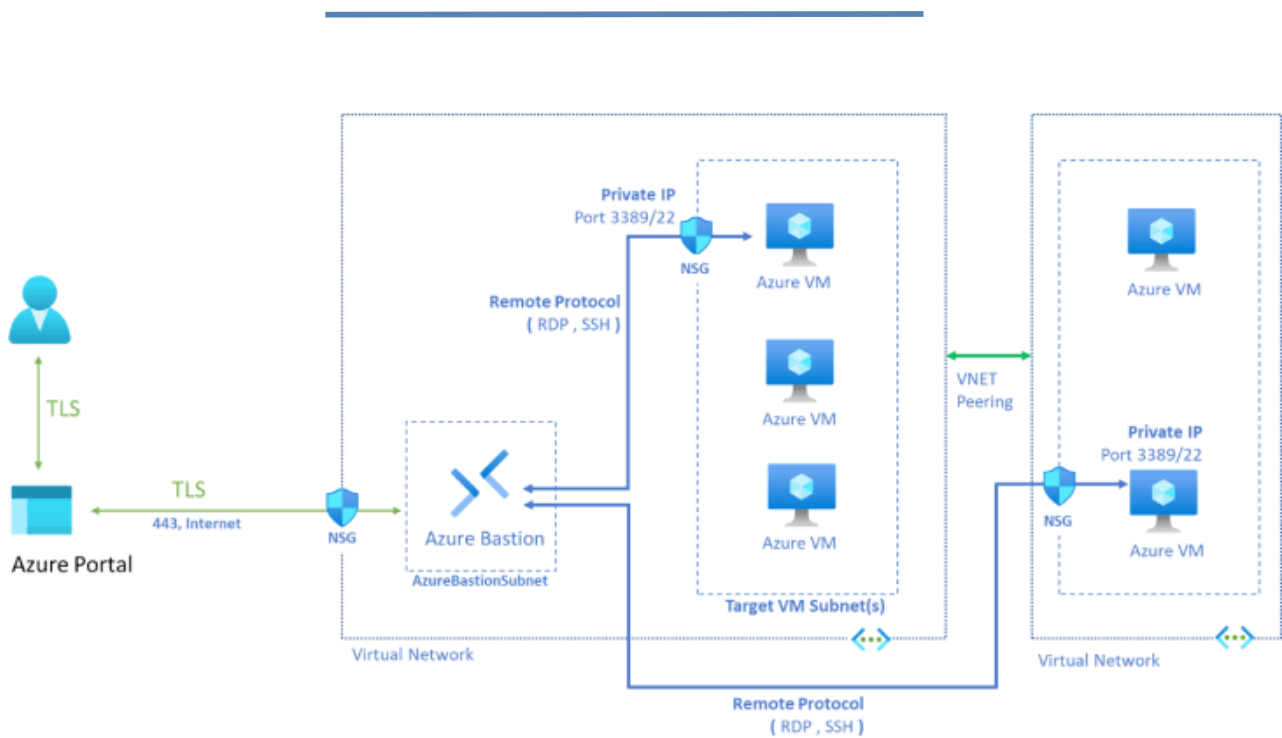 Private IP
Port 3389/22
NSG
Azure VM
Remote Protocol
( RDP , SSH )
Azure VM
Azure VM
Target VM Subnet(s)
TLS
Azure Portal
TLS
443, Internet
NSG
Azure Bastion
AzureBastionSubnet
Virtual Network
VNET
Peering
Azure VM
Private IP
Port 3389/22
NSG
Azure VM
Virtual Network
Remote Protocol
( RDP , SSH )